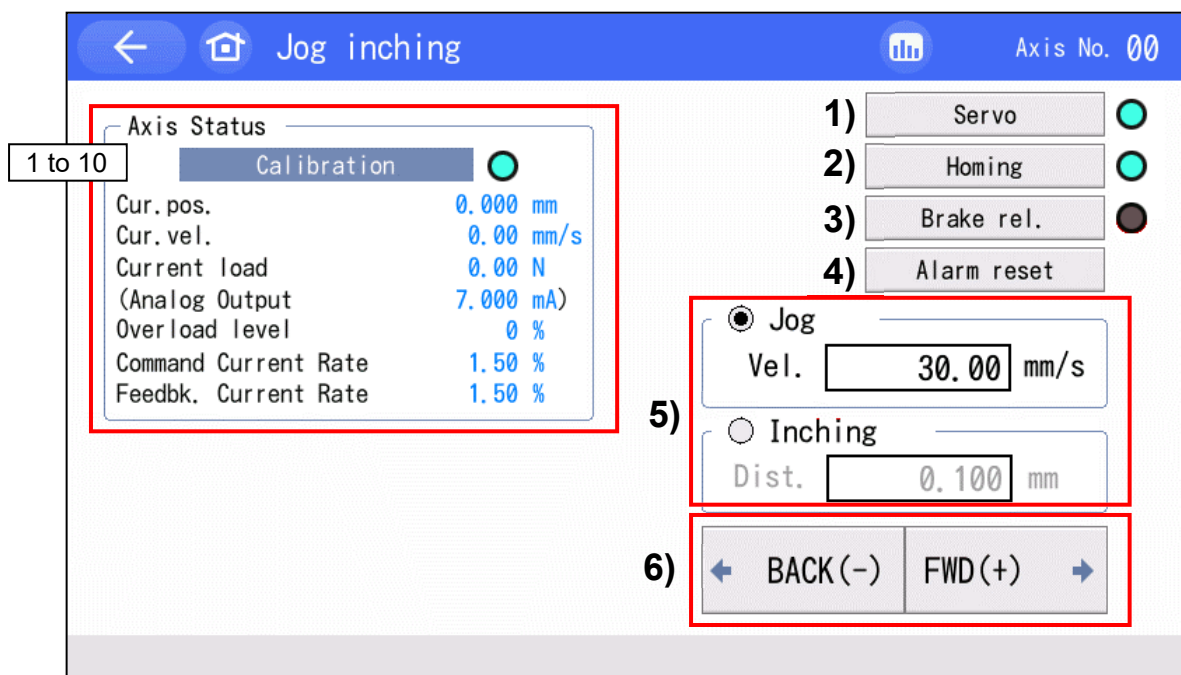 Jog inching
Axis No. 00
1 to 10
Axis Status
Calibration
Cur.pos. 0.000 mm
Cur.vel. 0.00 mm/s
Current load 0.00 N
(Analog Output 7.000 mA)
Overload level 0 %
Command Current Rate 1.50 %
Feedbk. Current Rate 1.50 %
1) Servo
2) Homing
3) Brake rel.
4) Alarm reset
5)
Jog
Vel. 30.00 mm/s
Inching
Dist. 0.100 mm
6) BACK(-) FWD(+)